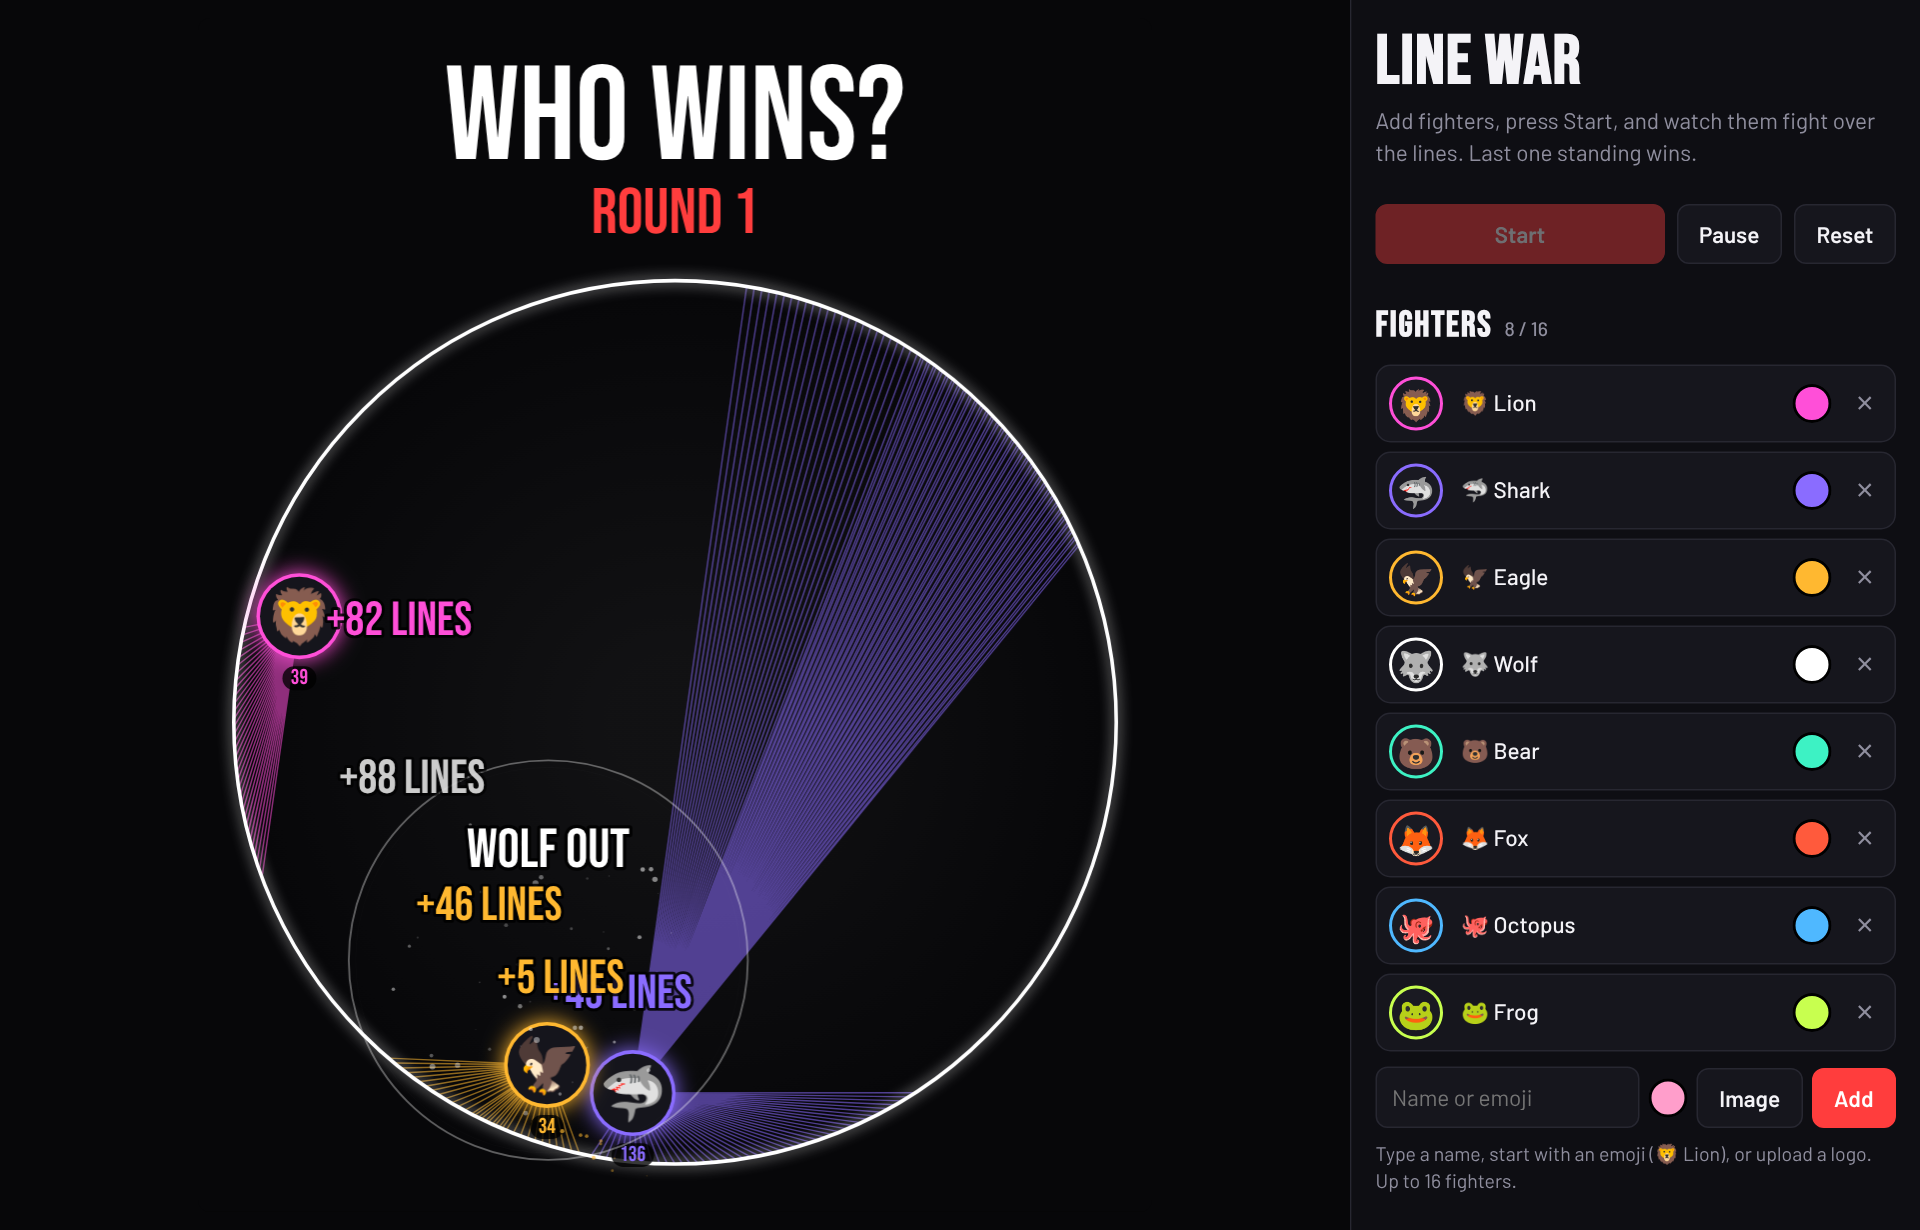 WHO WINS?
ROUND 1
+82 LINES
39
+88 LINES
WOLF OUT
+46 LINES
+5 LINES
LINES
34
136
LINE WAR
Add fighters, press Start, and watch them fight over
the lines. Last one standing wins.
Start
Pause
Reset
FIGHTERS 8 / 16
🦁 Lion
🦈 Shark
🦅 Eagle
🐺 Wolf
🐻 Bear
🦊 Fox
🐙 Octopus
🐸 Frog
Name or emoji
Image
Add
Type a name, start with an emoji (🦁 Lion), or upload a logo.
Up to 16 fighters.